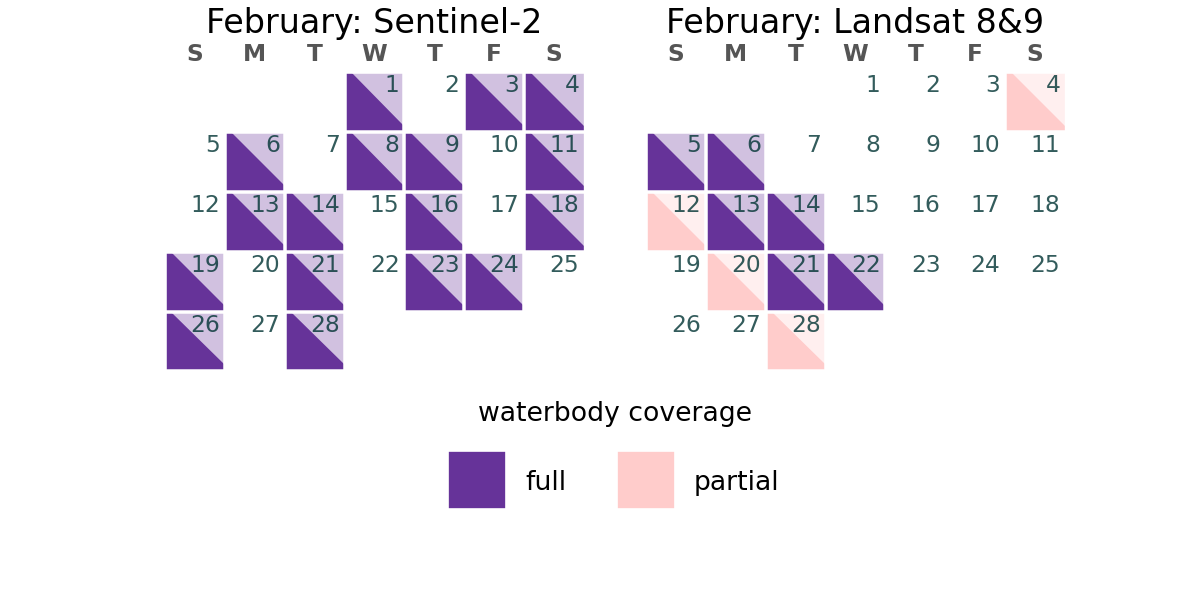 February: Sentinel-2
S M T W T F S
1 2 3 4
5 6 7 8 9 10 11
12 13 14 15 16 17 18
19 20 21 22 23 24 25
26 27 28
February: Landsat 8&9
S M T W T F S
1 2 3 4
5 6 7 8 9 10 11
12 13 14 15 16 17 18
19 20 21 22 23 24 25
26 27 28
waterbody coverage
full
partial